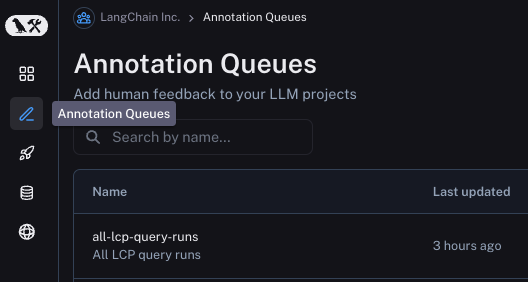 LangChain Inc. > Annotation Queues
Annotation Queues
Add human feedback to your LLM projects
Annotation Queues
Search by name...
Name Last updated
all-lcp-query-runs
All LCP query runs
3 hours ago